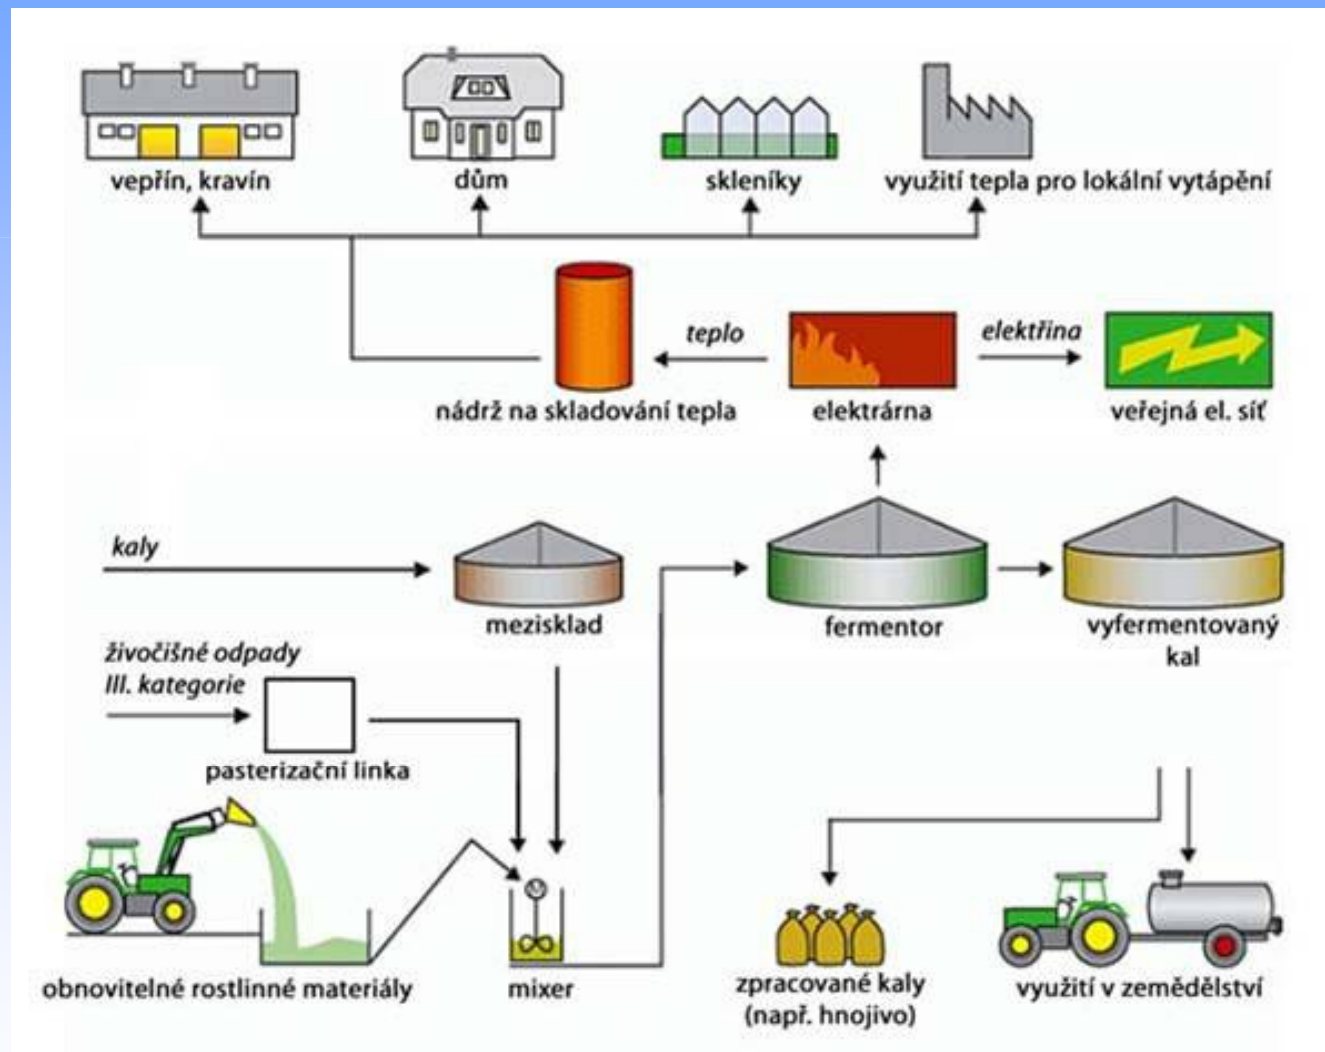 vepřín, kravín
dům
skleníky
využití tepla pro lokální vytápění
teplo
elektřina
nádrž na skladování tepla
elektrárna
veřejná el. síť
kaly
mezisklad
fermentor
vyfermentovaný
kal
živočišné odpady
III. kategorie
pasterizační linka
obnovitelné rostlinné materiály
mixer
zpracované kaly
(např. hnojivo)
využití v zemědělství